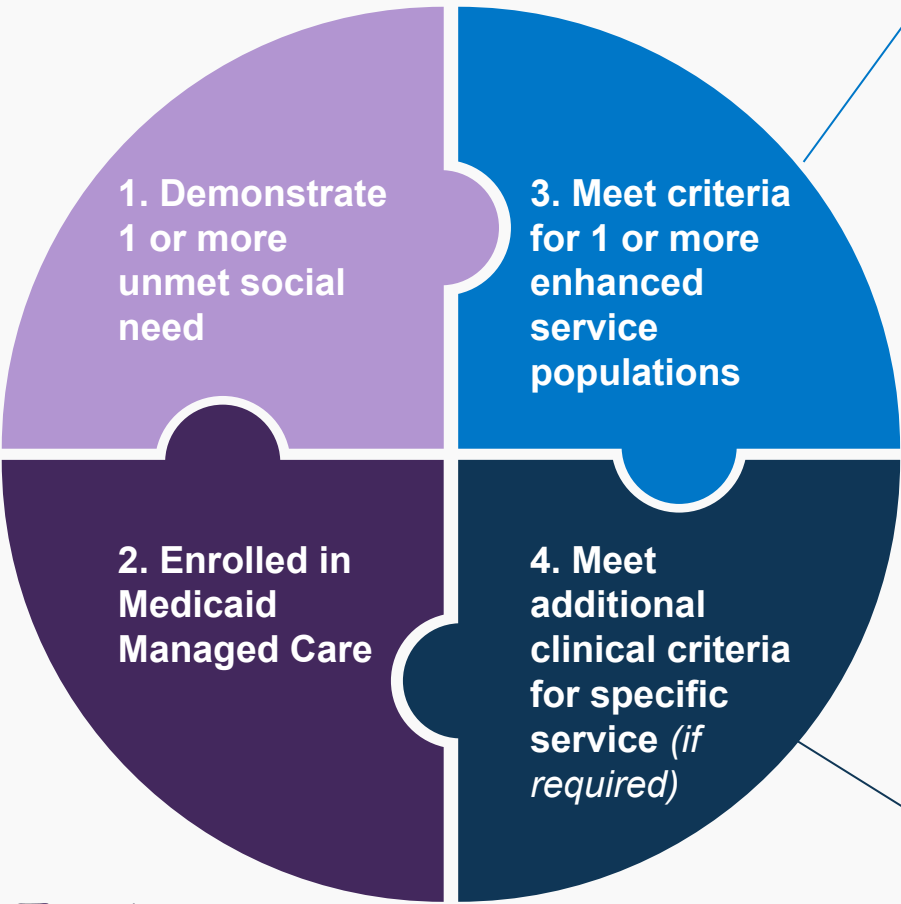 1. Demonstrate
1 or more
unmet social
need
2. Enrolled in
Medicaid
Managed Care
3. Meet criteria
for 1 or more
enhanced
service
populations
4. Meet
additional
clinical criteria
for specific
service (if
required)